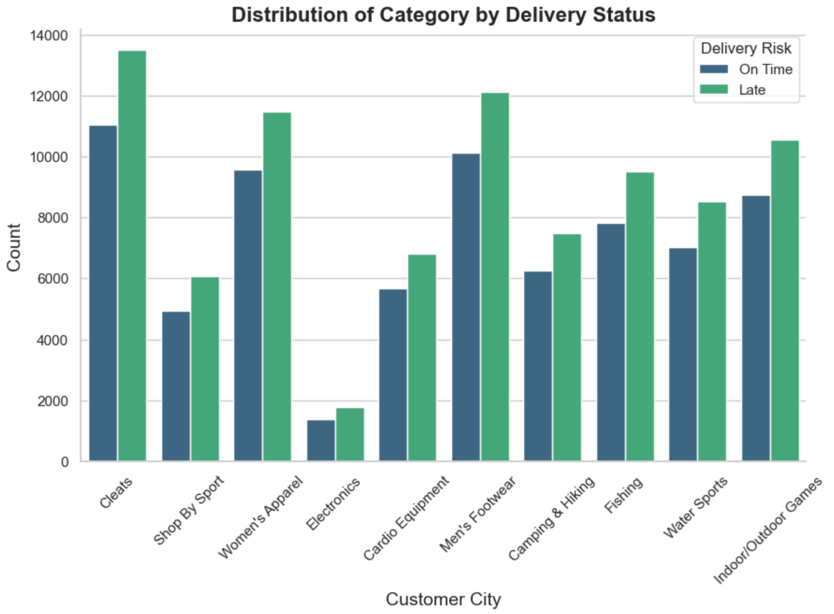 Distribution of Category by Delivery Status
14000
12000
10000
8000
6000
4000
2000
0
Count
Delivery Risk
On Time
Late
Cleats
Shop By Sport
Women's Apparel
Electronics
Cardio Equipment
Men's Footwear
Camping & Hiking
Fishing
Water Sports
Indoor/Outdoor Games
Customer City